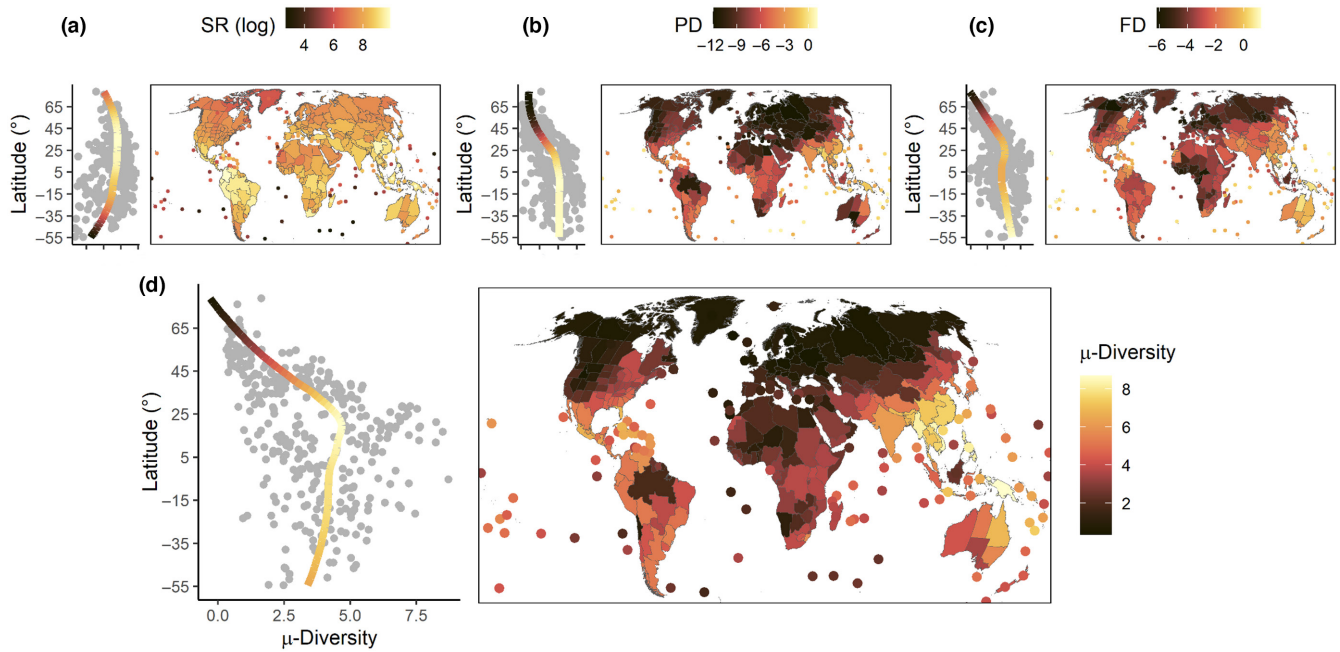 (a) SR (log) 4 6 8
(b) PD −12 −9 −6 −3 0
(c) FD −6 −4 −2 0
Latitude (°) 65 45 25 5 −15 −35 −55
Latitude (°) 65 45 25 5 −15 −35 −55
Latitude (°) 65 45 25 5 −15 −35 −55
(d)
Latitude (°) 65 45 25 5 −15 −35 −55
0.0 2.5 5.0 7.5
μ-Diversity
μ-Diversity
8
6
4
2